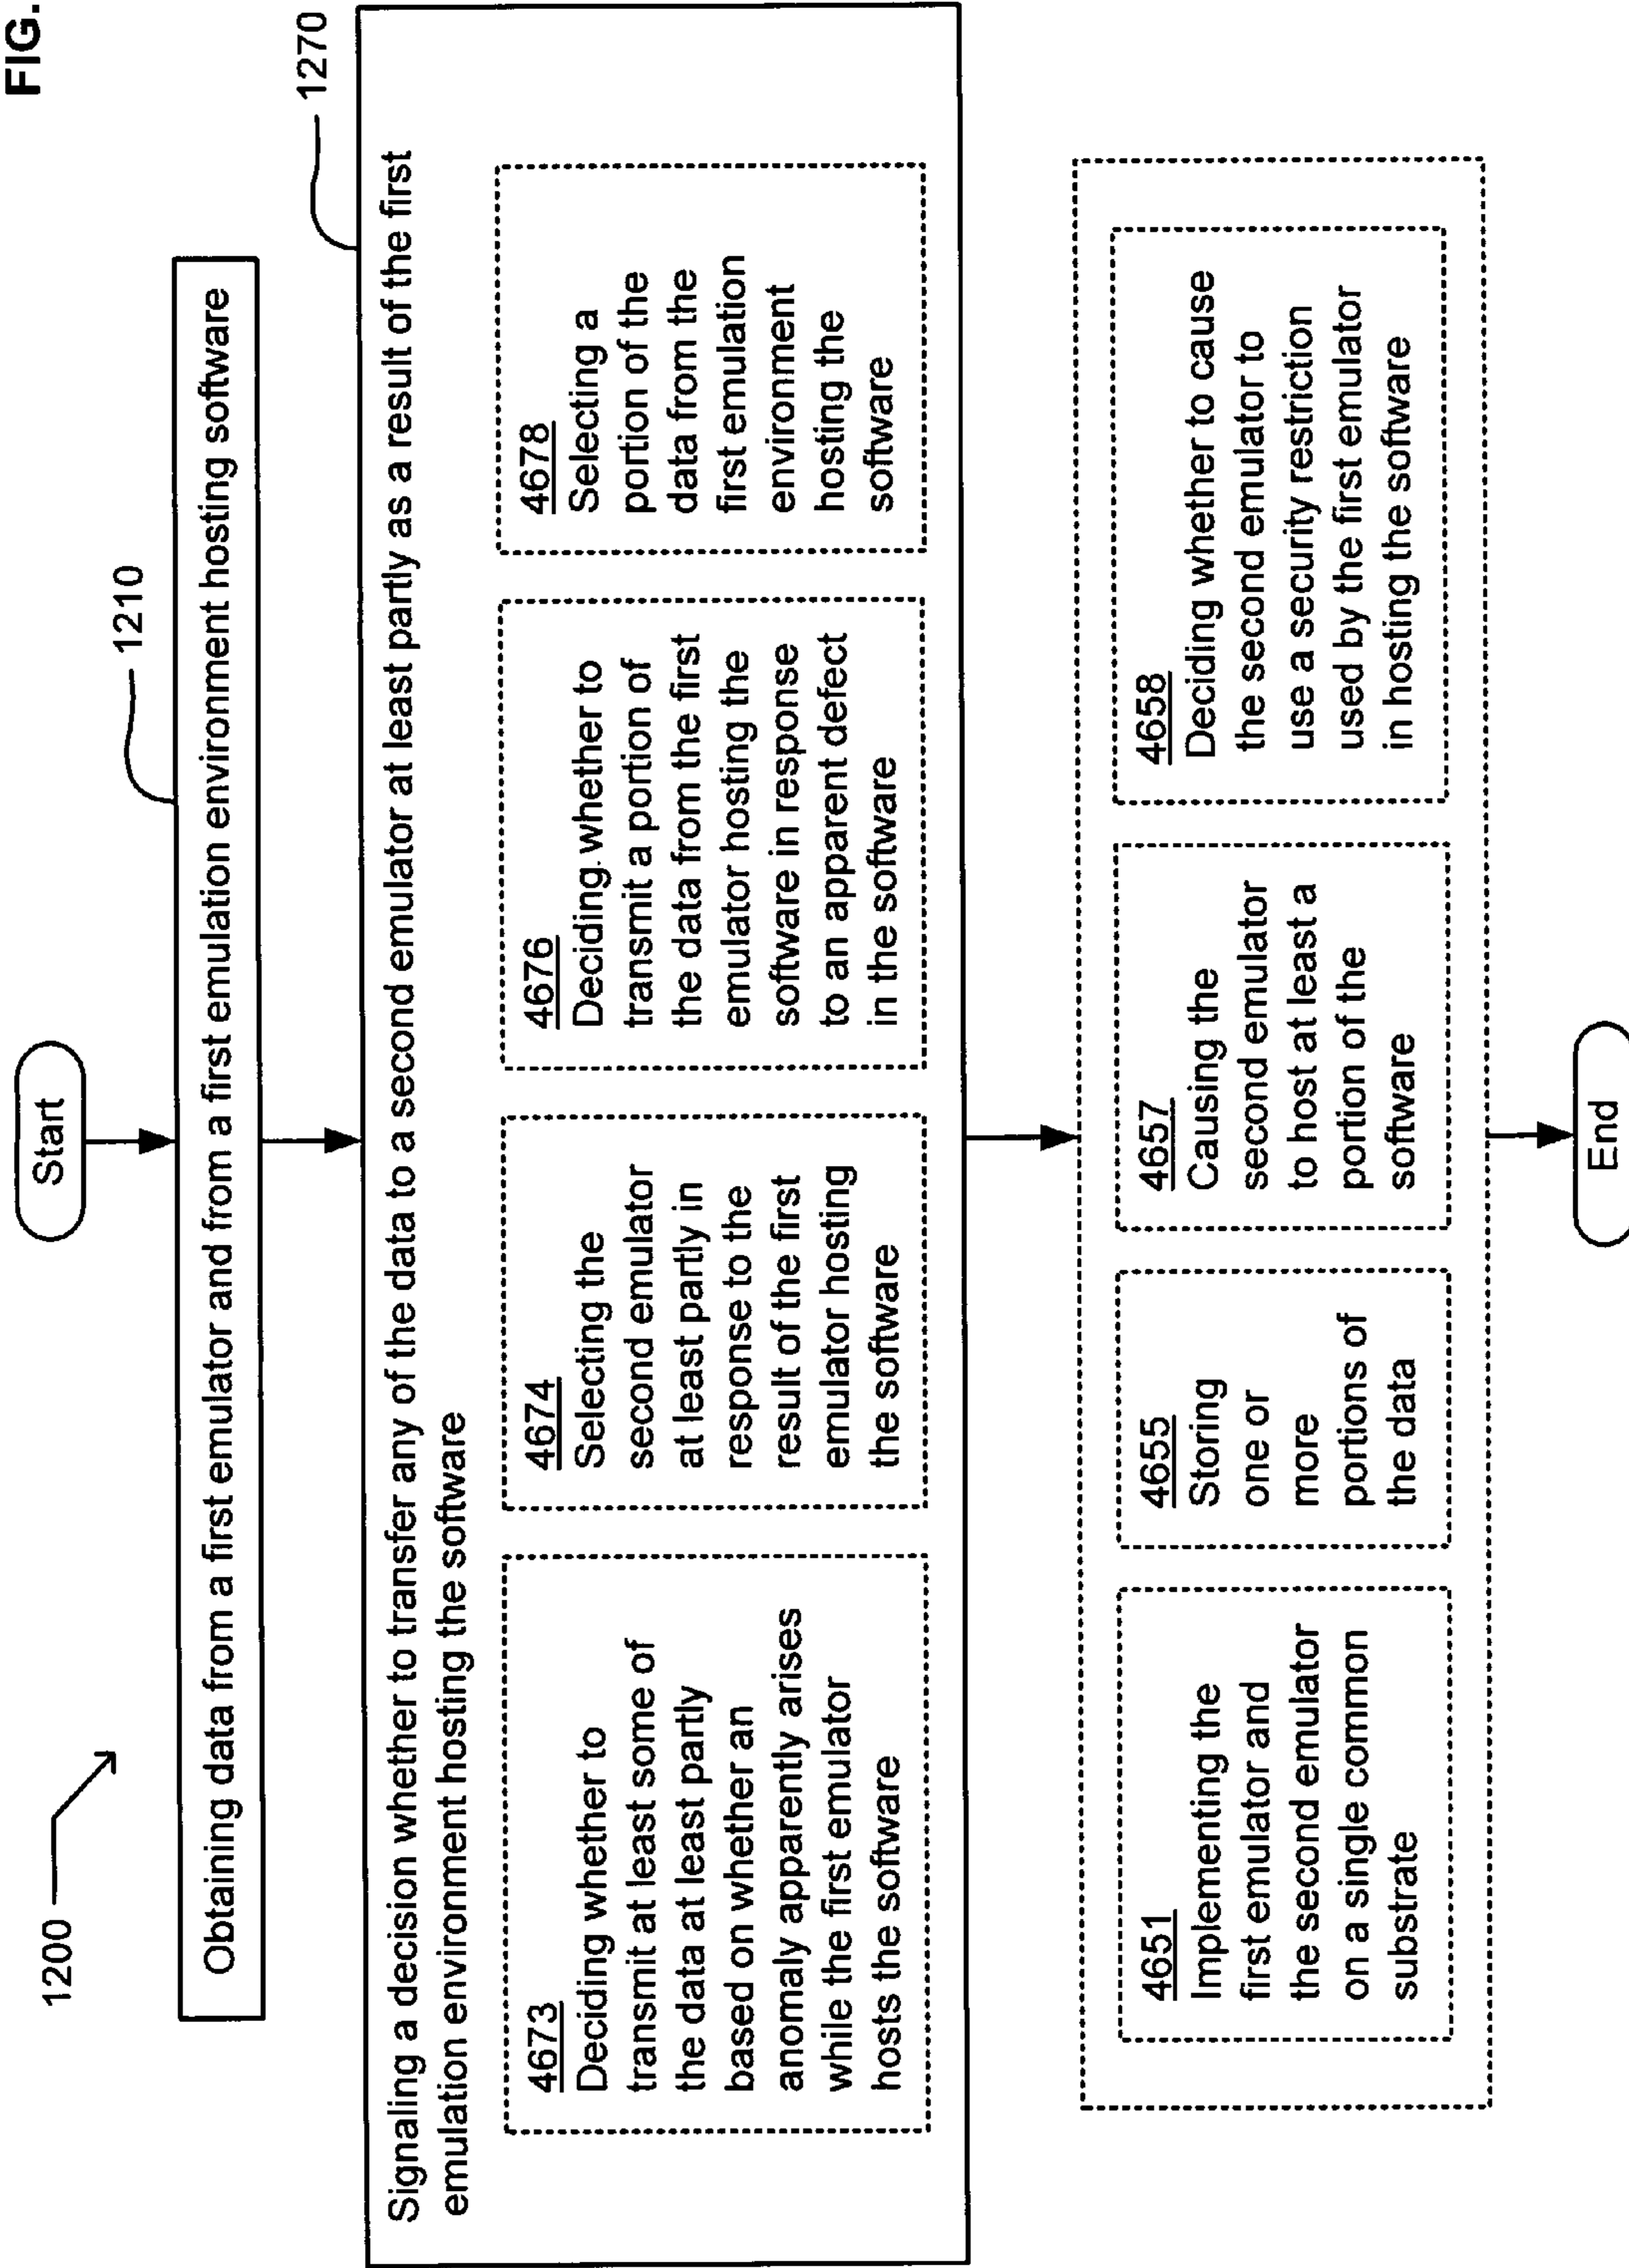 FIG.
1200
Start
1210
Obtaining data from a first emulator and from a first emulation environment hosting software
1270
Signaling a decision whether to transfer any of the data to a second emulator at least partly as a result of the first
emulation environment hosting the software
4673
Deciding whether to
transmit at least some of
the data at least partly
based on whether an
anomaly apparently arises
while the first emulator
hosts the software
4674
Selecting the
second emulator
at least partly in
response to the
result of the first
emulator hosting
the software
4676
Deciding whether to
transmit a portion of
the data from the first
emulator hosting the
software in response
to an apparent defect
in the software
4678
Selecting a
portion of the
data from the
first emulation
environment
hosting the
software
4651
Implementing the
first emulator and
the second emulator
on a single common
substrate
4655
Storing
one or
more
portions of
the data
4657
Causing the
second emulator
to host at least a
portion of the
software
4658
Deciding whether to cause
the second emulator to
use a security restriction
used by the first emulator
in hosting the software
End